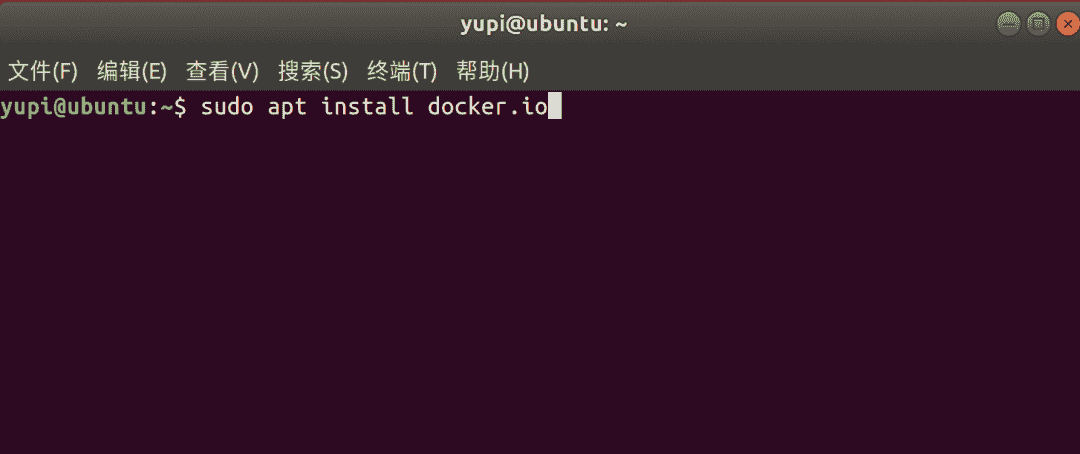 yupi@ubuntu: ~
文件(F) 编辑(E) 查看(V) 搜索(S) 终端(T) 帮助(H)
yupi@ubuntu:~$ sudo apt install docker.io